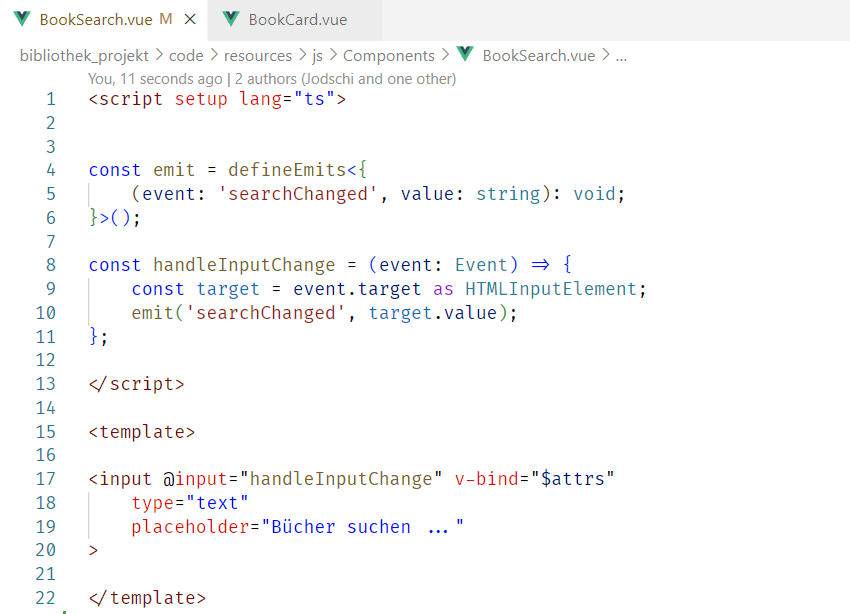 BookSearch.vue M ×
BookCard.vue
bibliothek_projekt > code > resources > js > Components > BookSearch.vue > ...
You, 11 seconds ago | 2 authors (Jodschi and one other)
1 <script setup lang="ts">
2
3
4 const emit = defineEmits<{
5     (event: 'searchChanged', value: string): void;
6 }>();
7
8 const handleInputChange = (event: Event) => {
9     const target = event.target as HTMLInputElement;
10     emit('searchChanged', target.value);
11 };
12
13 </script>
14
15 <template>
16
17 <input @input="handleInputChange" v-bind="$attrs"
18     type="text"
19     placeholder="Bücher suchen ..."
20 >
21
22 </template>